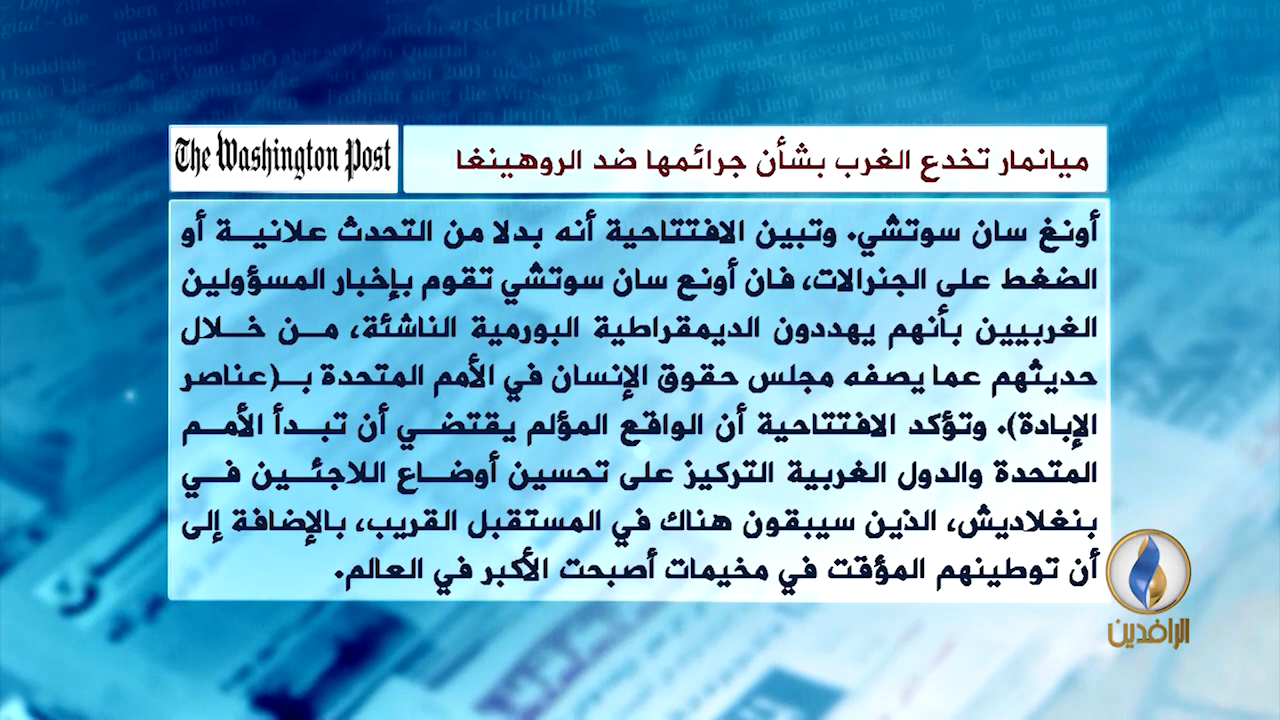 The Washington Post
ميانمار تخدع الغرب بشأن جرائمها ضد الروهينغا
أونغ سان سوتشي. وتبين الافتتاحية أنه بدلا من التحدث علانية أو
الضغط على الجنرالات، فان أونع سان سوتشي تقوم بإخبار المسؤولين
الغربيين بأنهم يهددون الديمقراطية البورمية الناشئة، من خلال
حديثهم عما يصفه مجلس حقوق الإنسان في الأمم المتحدة بـ(عناصر
الإبادة). وتؤكد الافتتاحية أن الواقع المؤلم يقتضي أن تبدأ الأمم
المتحدة والدول الغربية التركيز على تحسين أوضاع اللاجئين في
بنغلاديش، الذين سيبقون هناك في المستقبل القريب، بالإضافة إلى
أن توطينهم المؤقت في مخيمات أصبحت الأكبر في العالم.
الرافدين